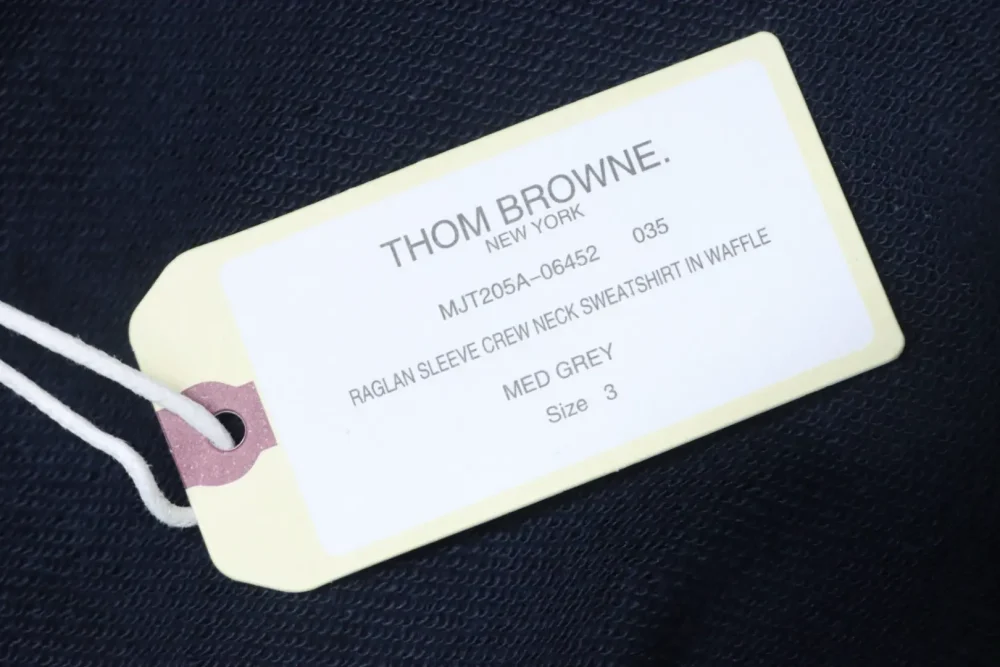 THOM BROWNE.
NEW YORK
MJT205A-06452 035
RAGLAN SLEEVE CREW NECK SWEATSHIRT IN WAFFLE
MED GREY
Size 3